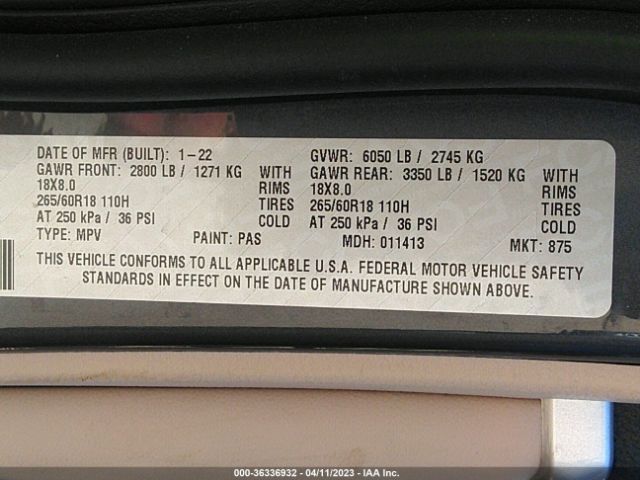 DATE OF MFR (BUILT): 1-22 GVWR: 6050 LB / 2745 KG
GAWR FRONT: 2800 LB / 1271 KG WITH GAWR REAR: 3350 LB / 1520 KG WITH
18X8.0 RIMS 18X8.0 RIMS
265/60R18 110H TIRES 265/60R18 110H TIRES
AT 250 kPa / 36 PSI COLD AT 250 kPa / 36 PSI COLD
TYPE: MPV PAINT: PAS MDH: 011413 MKT: 875
THIS VEHICLE CONFORMS TO ALL APPLICABLE U.S.A. FEDERAL MOTOR VEHICLE SAFETY
STANDARDS IN EFFECT ON THE DATE OF MANUFACTURE SHOWN ABOVE.
000-36336932 - 04/11/2023 - IAA Inc.